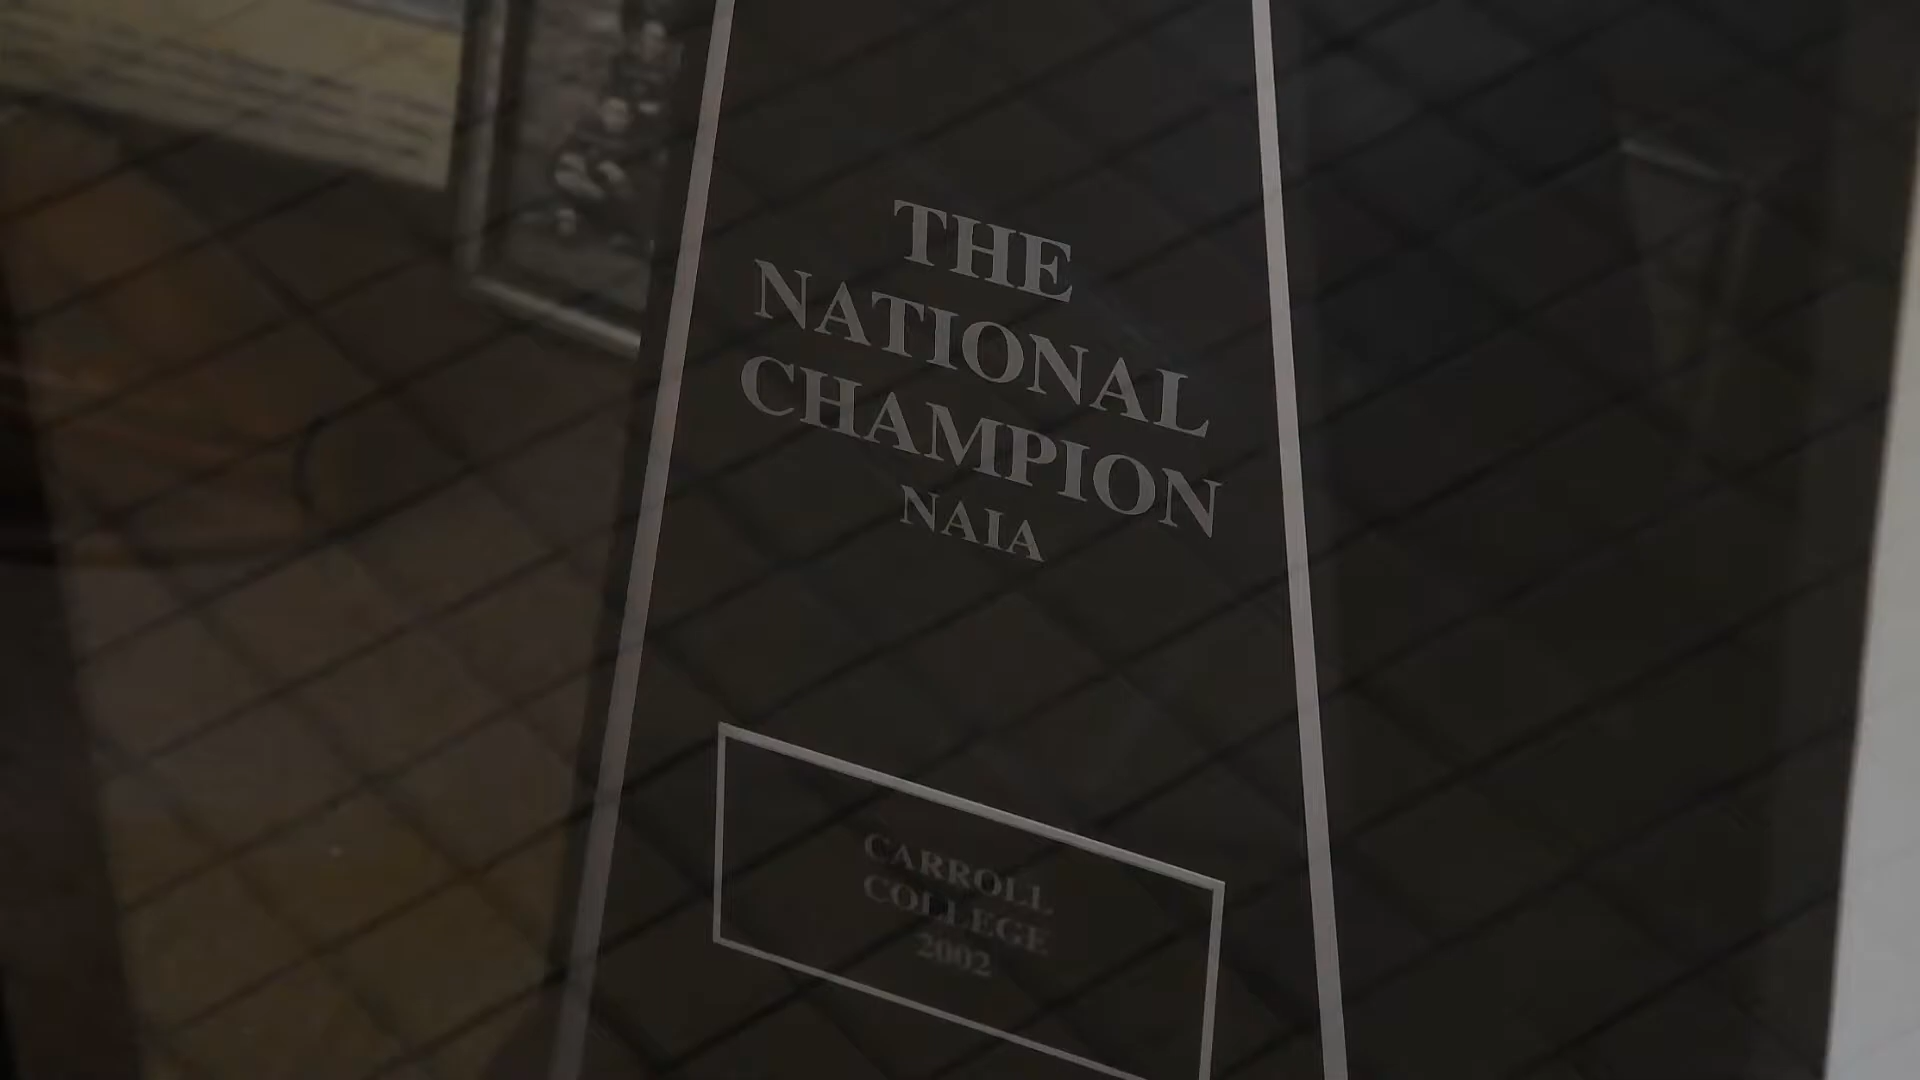 THE
NATIONAL
CHAMPION
NAIA
CARROLL
COLLEGE
2002